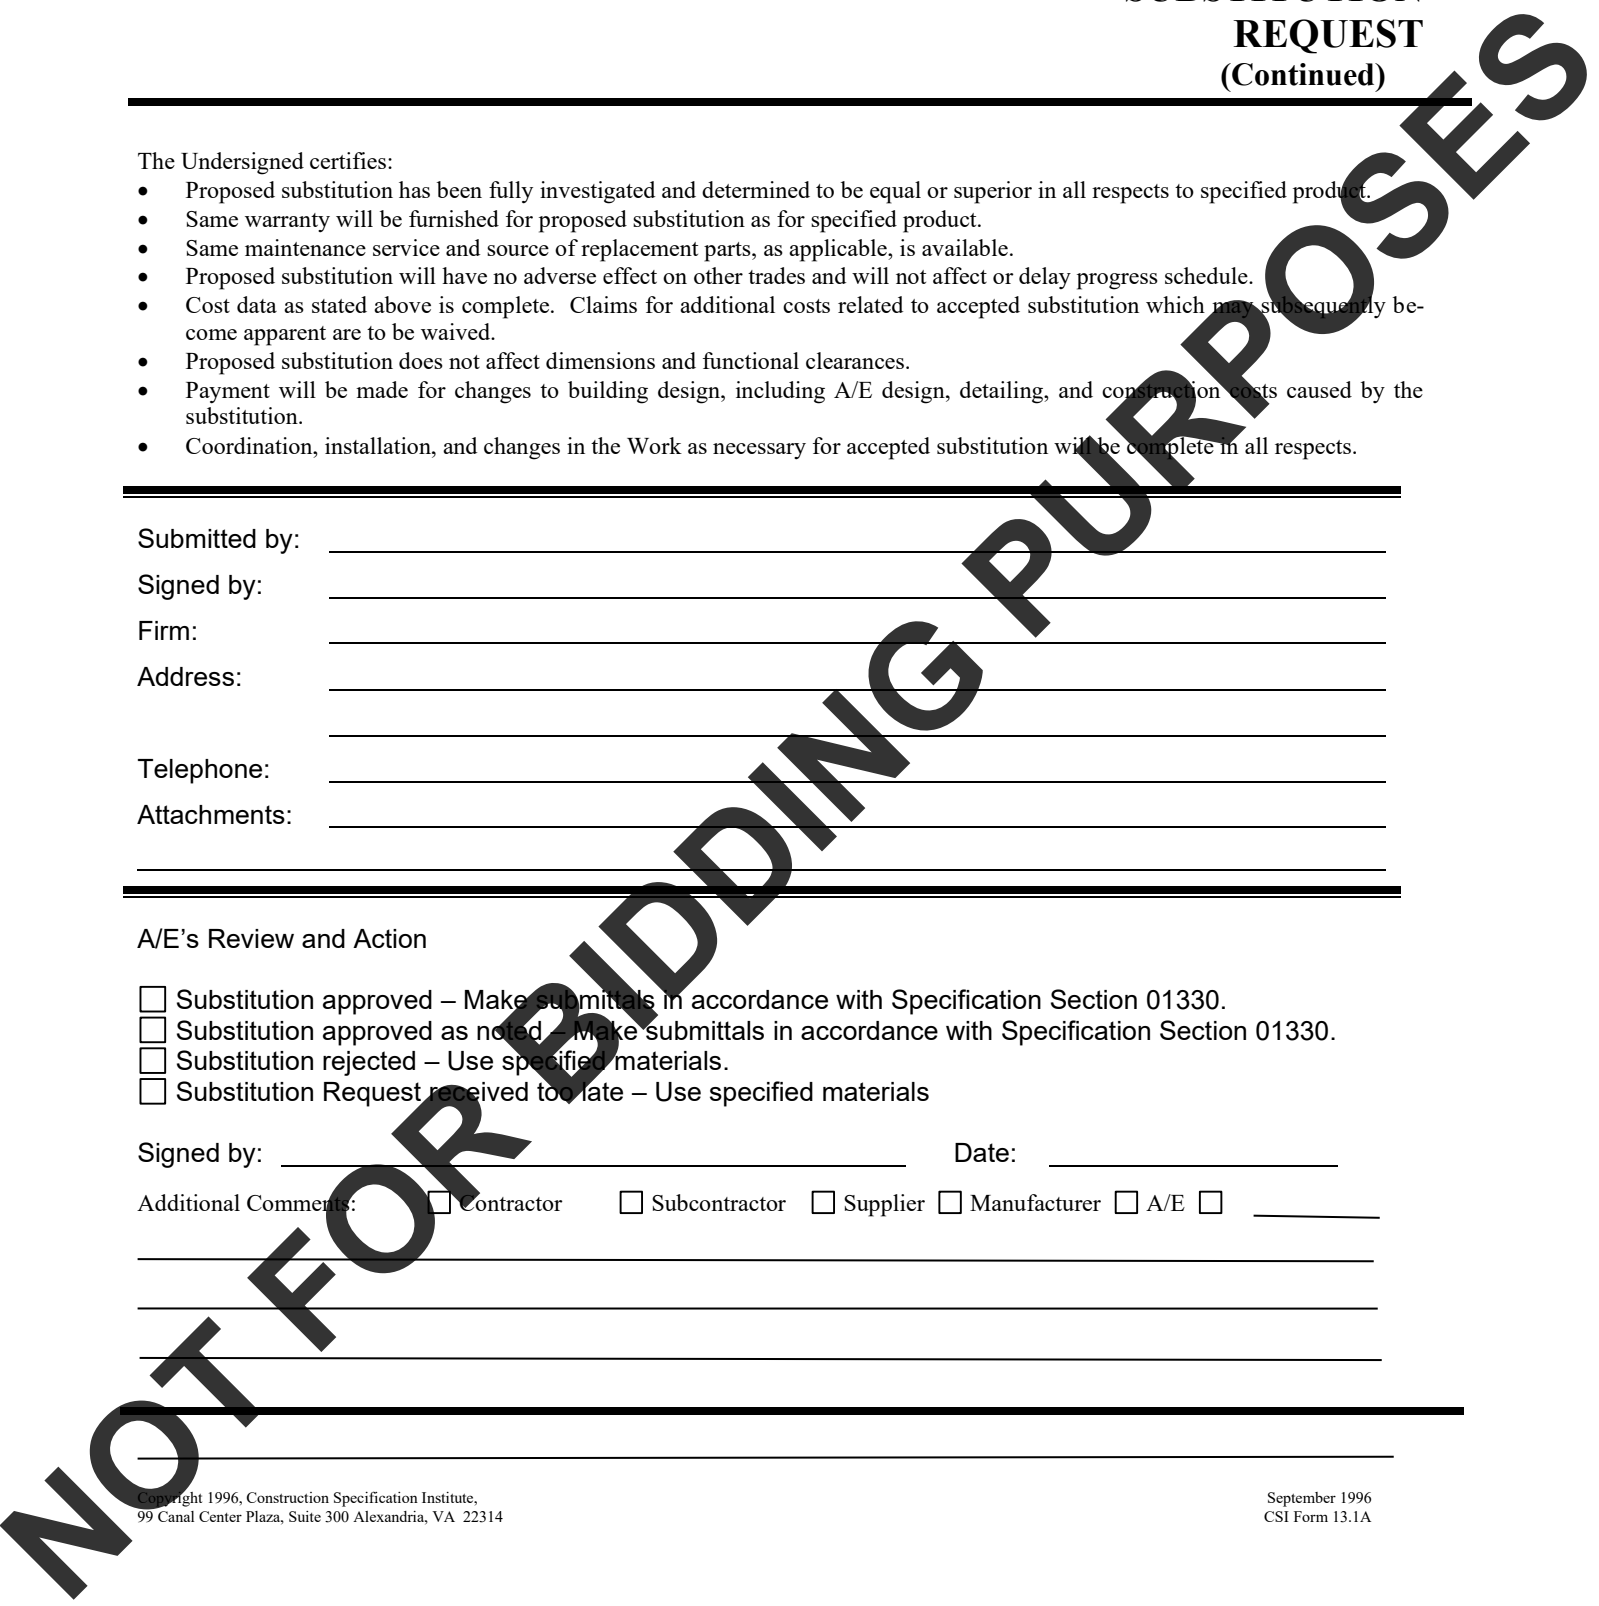 SUBSTITUTION
REQUEST
(Continued)
The Undersigned certifies:
• Proposed substitution has been fully investigated and determined to be equal or superior in all respects to specified product.
• Same warranty will be furnished for proposed substitution as for specified product.
• Same maintenance service and source of replacement parts, as applicable, is available.
• Proposed substitution will have no adverse effect on other trades and will not affect or delay progress schedule.
• Cost data as stated above is complete.  Claims for additional costs related to accepted substitution which may subsequently be-
come apparent are to be waived.
• Proposed substitution does not affect dimensions and functional clearances.
• Payment will be made for changes to building design, including A/E design, detailing, and construction costs caused by the
substitution.
• Coordination, installation, and changes in the Work as necessary for accepted substitution will be complete in all respects.
Submitted by:
Signed by:
Firm:
Address:
Telephone:
Attachments:
A/E’s Review and Action
Substitution approved – Make submittals in accordance with Specification Section 01330.
Substitution approved as noted – Make submittals in accordance with Specification Section 01330.
Substitution rejected – Use specified materials.
Substitution Request received too late – Use specified materials
Signed by: Date:
Additional Comments: Contractor Subcontractor Supplier Manufacturer A/E
Copyright 1996, Construction Specification Institute, September 1996
99 Canal Center Plaza, Suite 300 Alexandria, VA  22314 CSI Form 13.1A
NOT FOR BIDDING PURPOSES